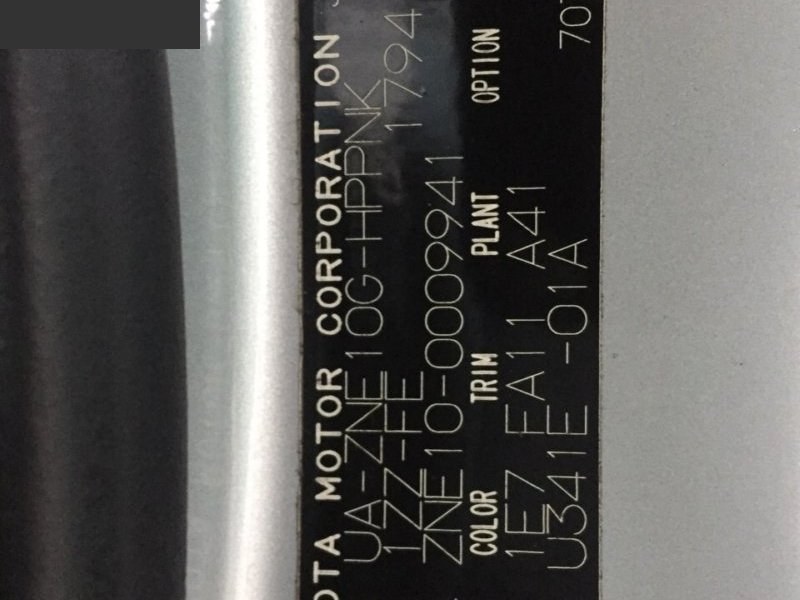 OTA MOTOR CORPORATION J
UA-ZNE10G-HPPNK
1ZZ-FE 1794
ZNE10-0009941
COLOR TRIM PLANT OPTION
1E7 FA11 A41
U341E -01A 707